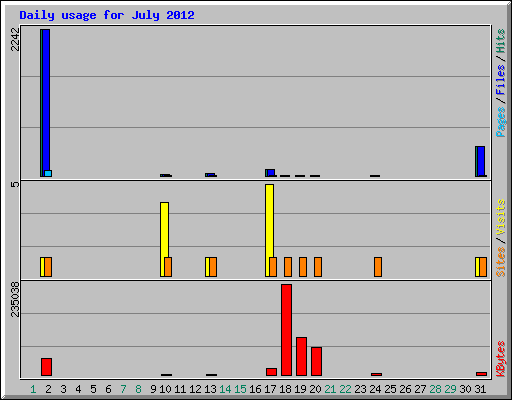 Daily usage for July 2012
2242
Pages / Files / Hits
5
Sites / Visits
235038
KBytes
1 2 3 4 5 6 7 8 9 10 11 12 13 14 15 16 17 18 19 20 21 22 23 24 25 26 27 28 29 30 31